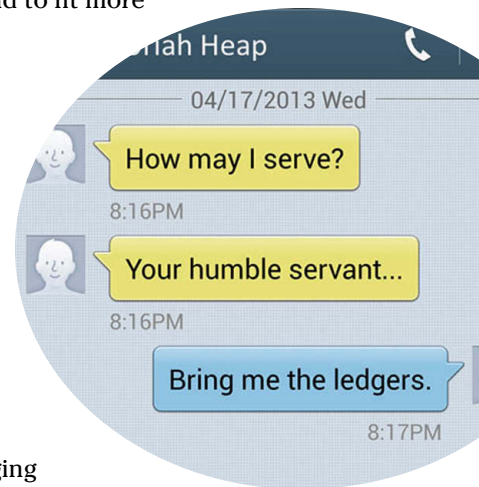 to fit more
Heap
04/17/2013 Wed
How may I serve?
8:16PM
Your humble servant...
8:16PM
Bring me the ledgers.
8:17PM